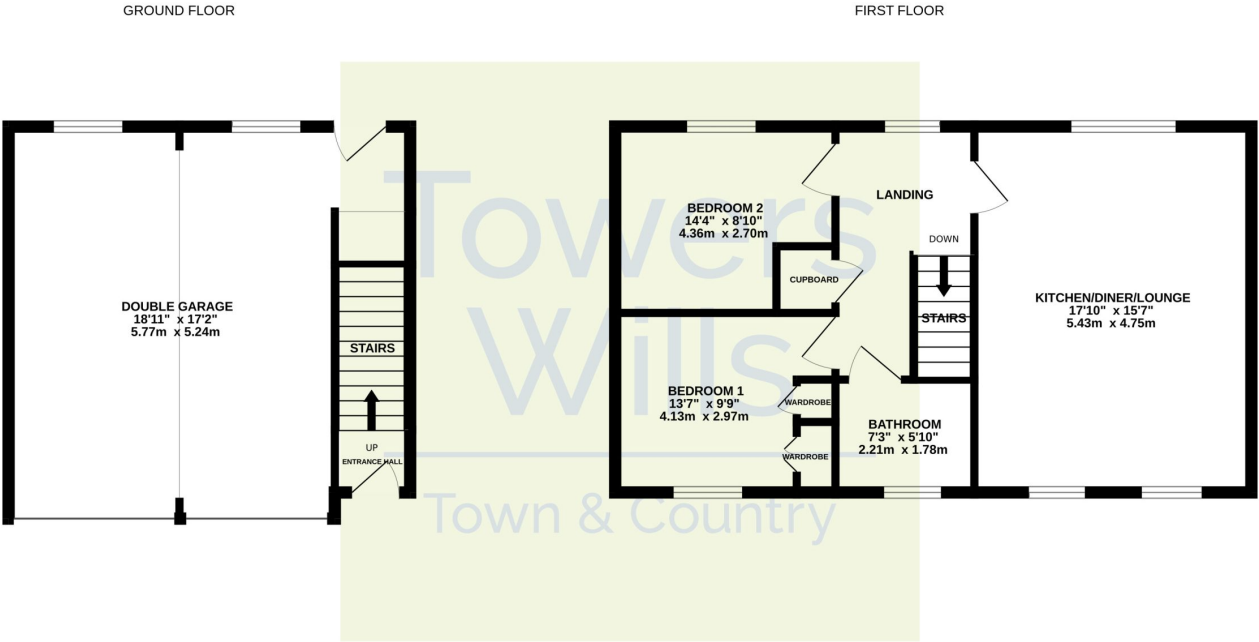 GROUND FLOOR
FIRST FLOOR
Towers
Wills
Town & Country
DOUBLE GARAGE
18'11" x 17'2"
5.77m x 5.24m
STAIRS
UP
ENTRANCE HALL
BEDROOM 2
14'4" x 8'10"
4.36m x 2.70m
LANDING
DOWN
CUPBOARD
STAIRS
KITCHEN/DINER/LOUNGE
17'10" x 15'7"
5.43m x 4.75m
BEDROOM 1
13'7" x 9'9"
4.13m x 2.97m
WARDROBE
WARDROBE
BATHROOM
7'3" x 5'10"
2.21m x 1.78m